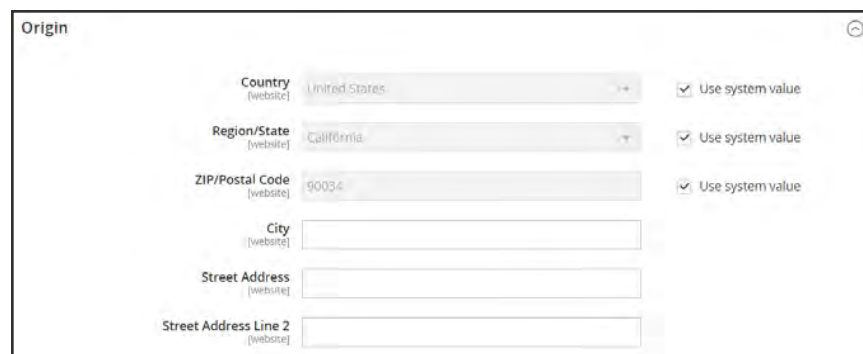 Origin
Country
[website]
United States
Use system value
Region/State
[website]
California
Use system value
ZIP/Postal Code
[website]
90034
Use system value
City
[website]
Street Address
[website]
Street Address Line 2
[website]